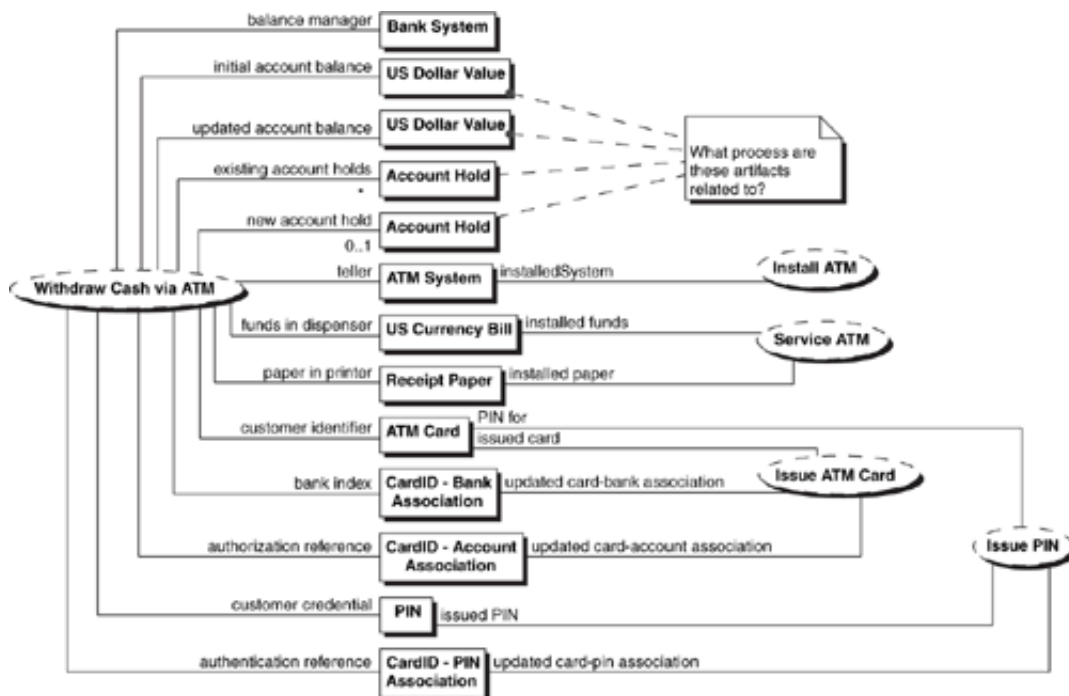 balance manager
Bank System
initial account balance
US Dollar Value
updated account balance
US Dollar Value
What process are
these artifacts
related to?
existing account holds
*
Account Hold
new account hold
0..1
Account Hold
Withdraw Cash via ATM
teller
ATM System
installedSystem
Install ATM
funds in dispenser
US Currency Bill
installed funds
Service ATM
paper in printer
Receipt Paper
installed paper
customer identifier
ATM Card
PIN for
issued card
Issue ATM Card
bank index
CardID - Bank
Association
updated card-bank association
authorization reference
CardID - Account
Association
updated card-account association
Issue PIN
customer credential
PIN
issued PIN
authentication reference
CardID - PIN
Association
updated card-pin association